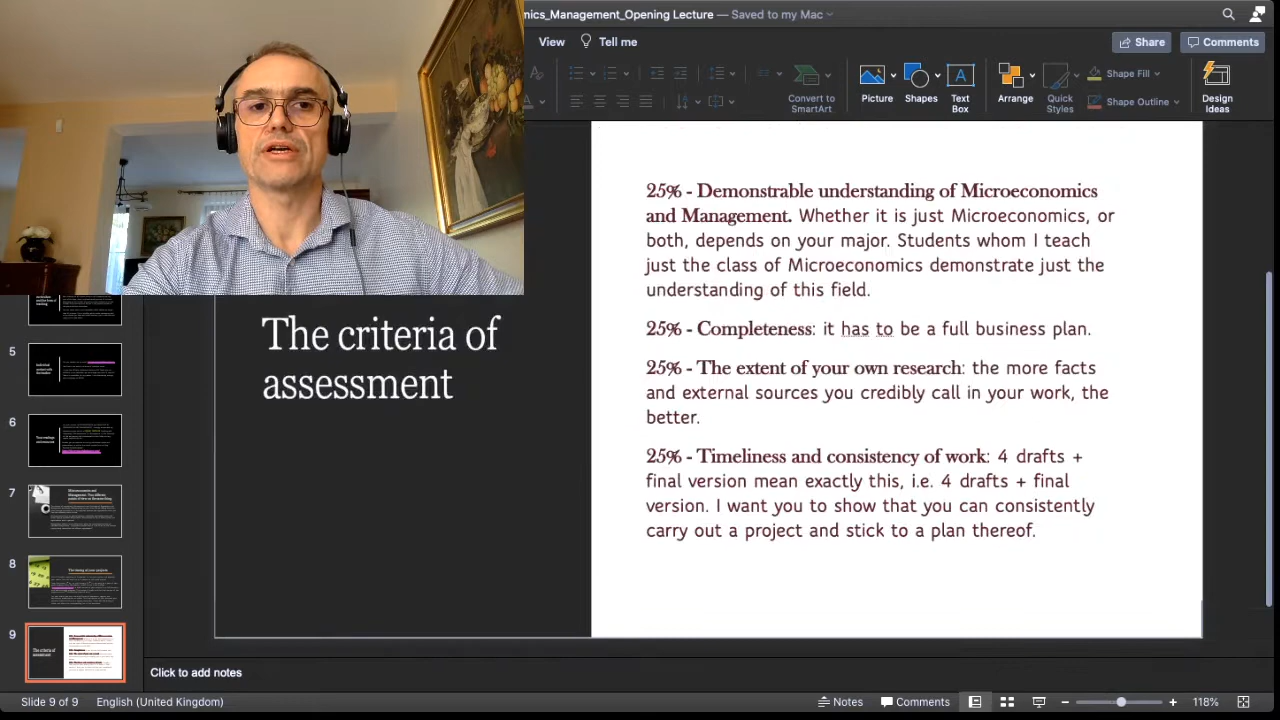 mics_Management_Opening Lecture — Saved to my Mac
View
Tell me
Share
Comments
Convert to
SmartArt
Picture
Shapes
Text
Box
Arrange
Quick
Styles
Shape Fill
Shape Outline
Design
Ideas
The criteria of
assessment
25% - Demonstrable understanding of Microeconomics
and Management. Whether it is just Microeconomics, or
both, depends on your major. Students whom I teach
just the class of Microeconomics demonstrate just the
understanding of this field.
25% - Completeness: it has to be a full business plan.
25% - The extent of your own research: the more facts
and external sources you credibly call in your work, the
better.
25% - Timeliness and consistency of work: 4 drafts +
final version mean exactly this, i.e. 4 drafts + final
version. I want you to show that you can consistently
carry out a project and stick to a plan thereof.
5
6
7
8
9
The criteria of
assessment
Click to add notes
Slide 9 of 9
English (United Kingdom)
Notes
Comments
118%